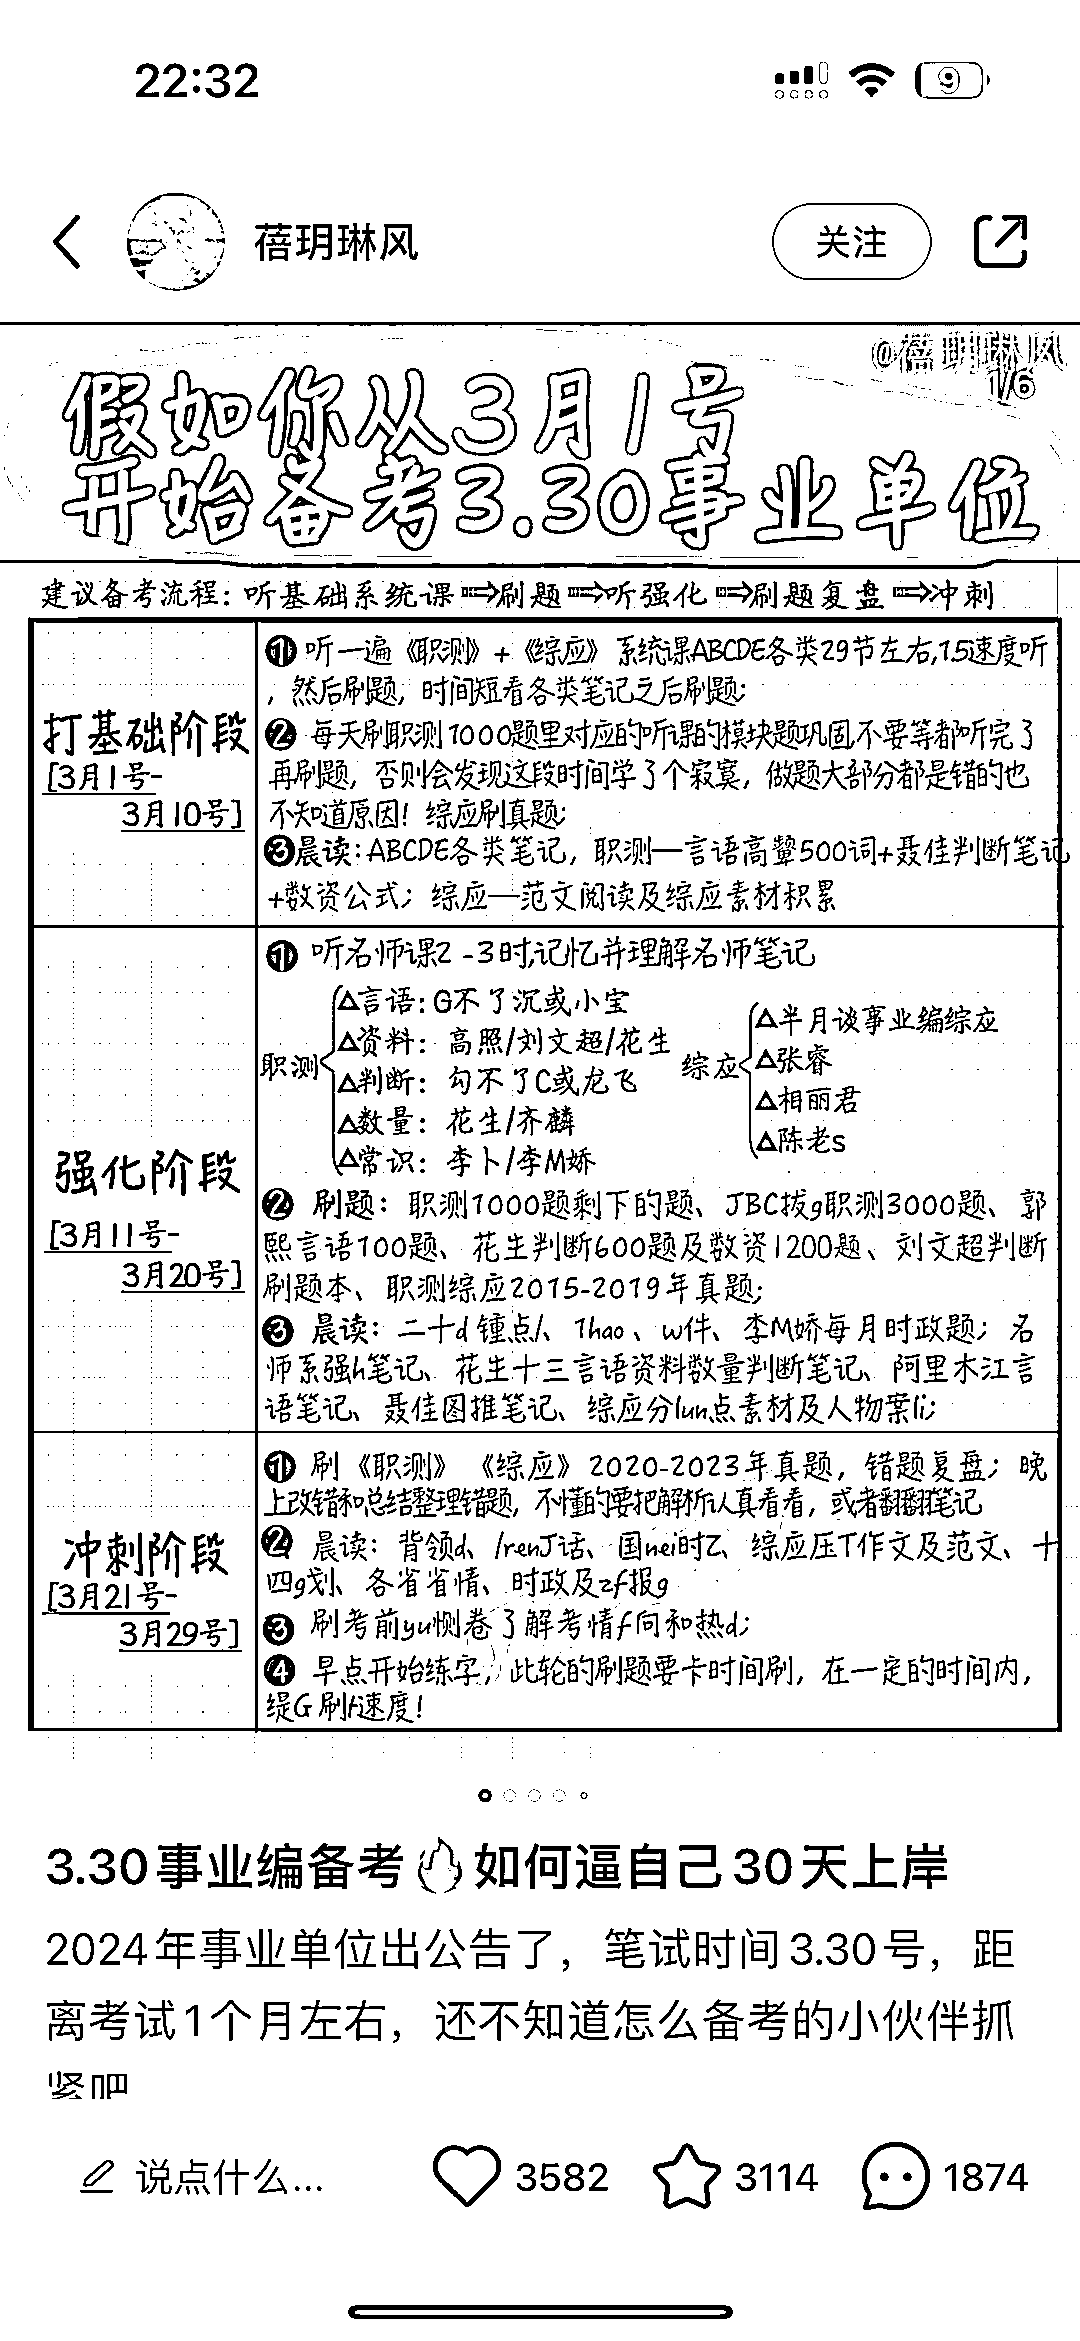 22:32
9
蓓玥琳风
关注
@蓓玥琳风
1/6
假如你从3月1号
开始备考3.30事业单位
建议备考流程：听基础系统课⇒刷题⇒听强化⇒刷题复盘⇒冲刺
打基础阶段
[3月1号-
3月10号]
① 听一遍《职测》+《综应》系统课ABCDE各类29节左右,1.5速度听
，然后刷题，时间短看各类笔记之后刷题;
② 每天刷职测1000题里对应的听课的模块题巩固,不要等都听完了
再刷题，否则会发现这段时间学了个寂寞，做题大部分都是错的也
不知道原因！综应刷真题;
③晨读：ABCDE各类笔记，职测—言语高颦500词+聂佳判断笔记
+数资公式；综应—范文阅读及综应素材积累
强化阶段
[3月11号-
3月20号]
① 听名师课2-3时,记忆并理解名师笔记
职测
△言语：G不了沉或小宝
△资料：高照/刘文超/花生
△判断：勾不了C或龙飞
△数量：花生/齐麟
△常识：李卜/李M娇
综应
△半月谈事业编综应
△张睿
△相丽君
△陈老s
② 刷题：职测1000题剩下的题、JBC拔g职测3000题、郭
熙言语700题、花生判断600题及数资1200题、刘文超判断
刷题本、职测综应2015-2019年真题;
③ 晨读：二十d锺点/、1hao、w件、李M娇每月时政题；名
师系强h笔记、花生十三言语资料数量判断笔记、阿里木江言
语笔记、聂佳图推笔记、综应分lun点素材及人物案li;
冲刺阶段
[3月21号-
3月29号]
① 刷《职测》《综应》2020-2023年真题，错题复盘；晚
上改错和总结整理错题，不懂的要把解析认真看看，或者翻翻笔记
② 晨读：背领d、/renJ话、国nei时Z、综应压T作文及范文、十
四g划、各省省情、时政及zf报g
③ 刷考前yu恻卷了解考情f向和热d;
④ 早点开始练字，此轮的刷题要卡时间刷，在一定的时间内，
缇G刷t速度！
3.30事业编备考🔥如何逼自己30天上岸
2024年事业单位出公告了，笔试时间3.30号，距
离考试1个月左右，还不知道怎么备考的小伙伴抓
紧吧
说点什么...
3582
3114
1874